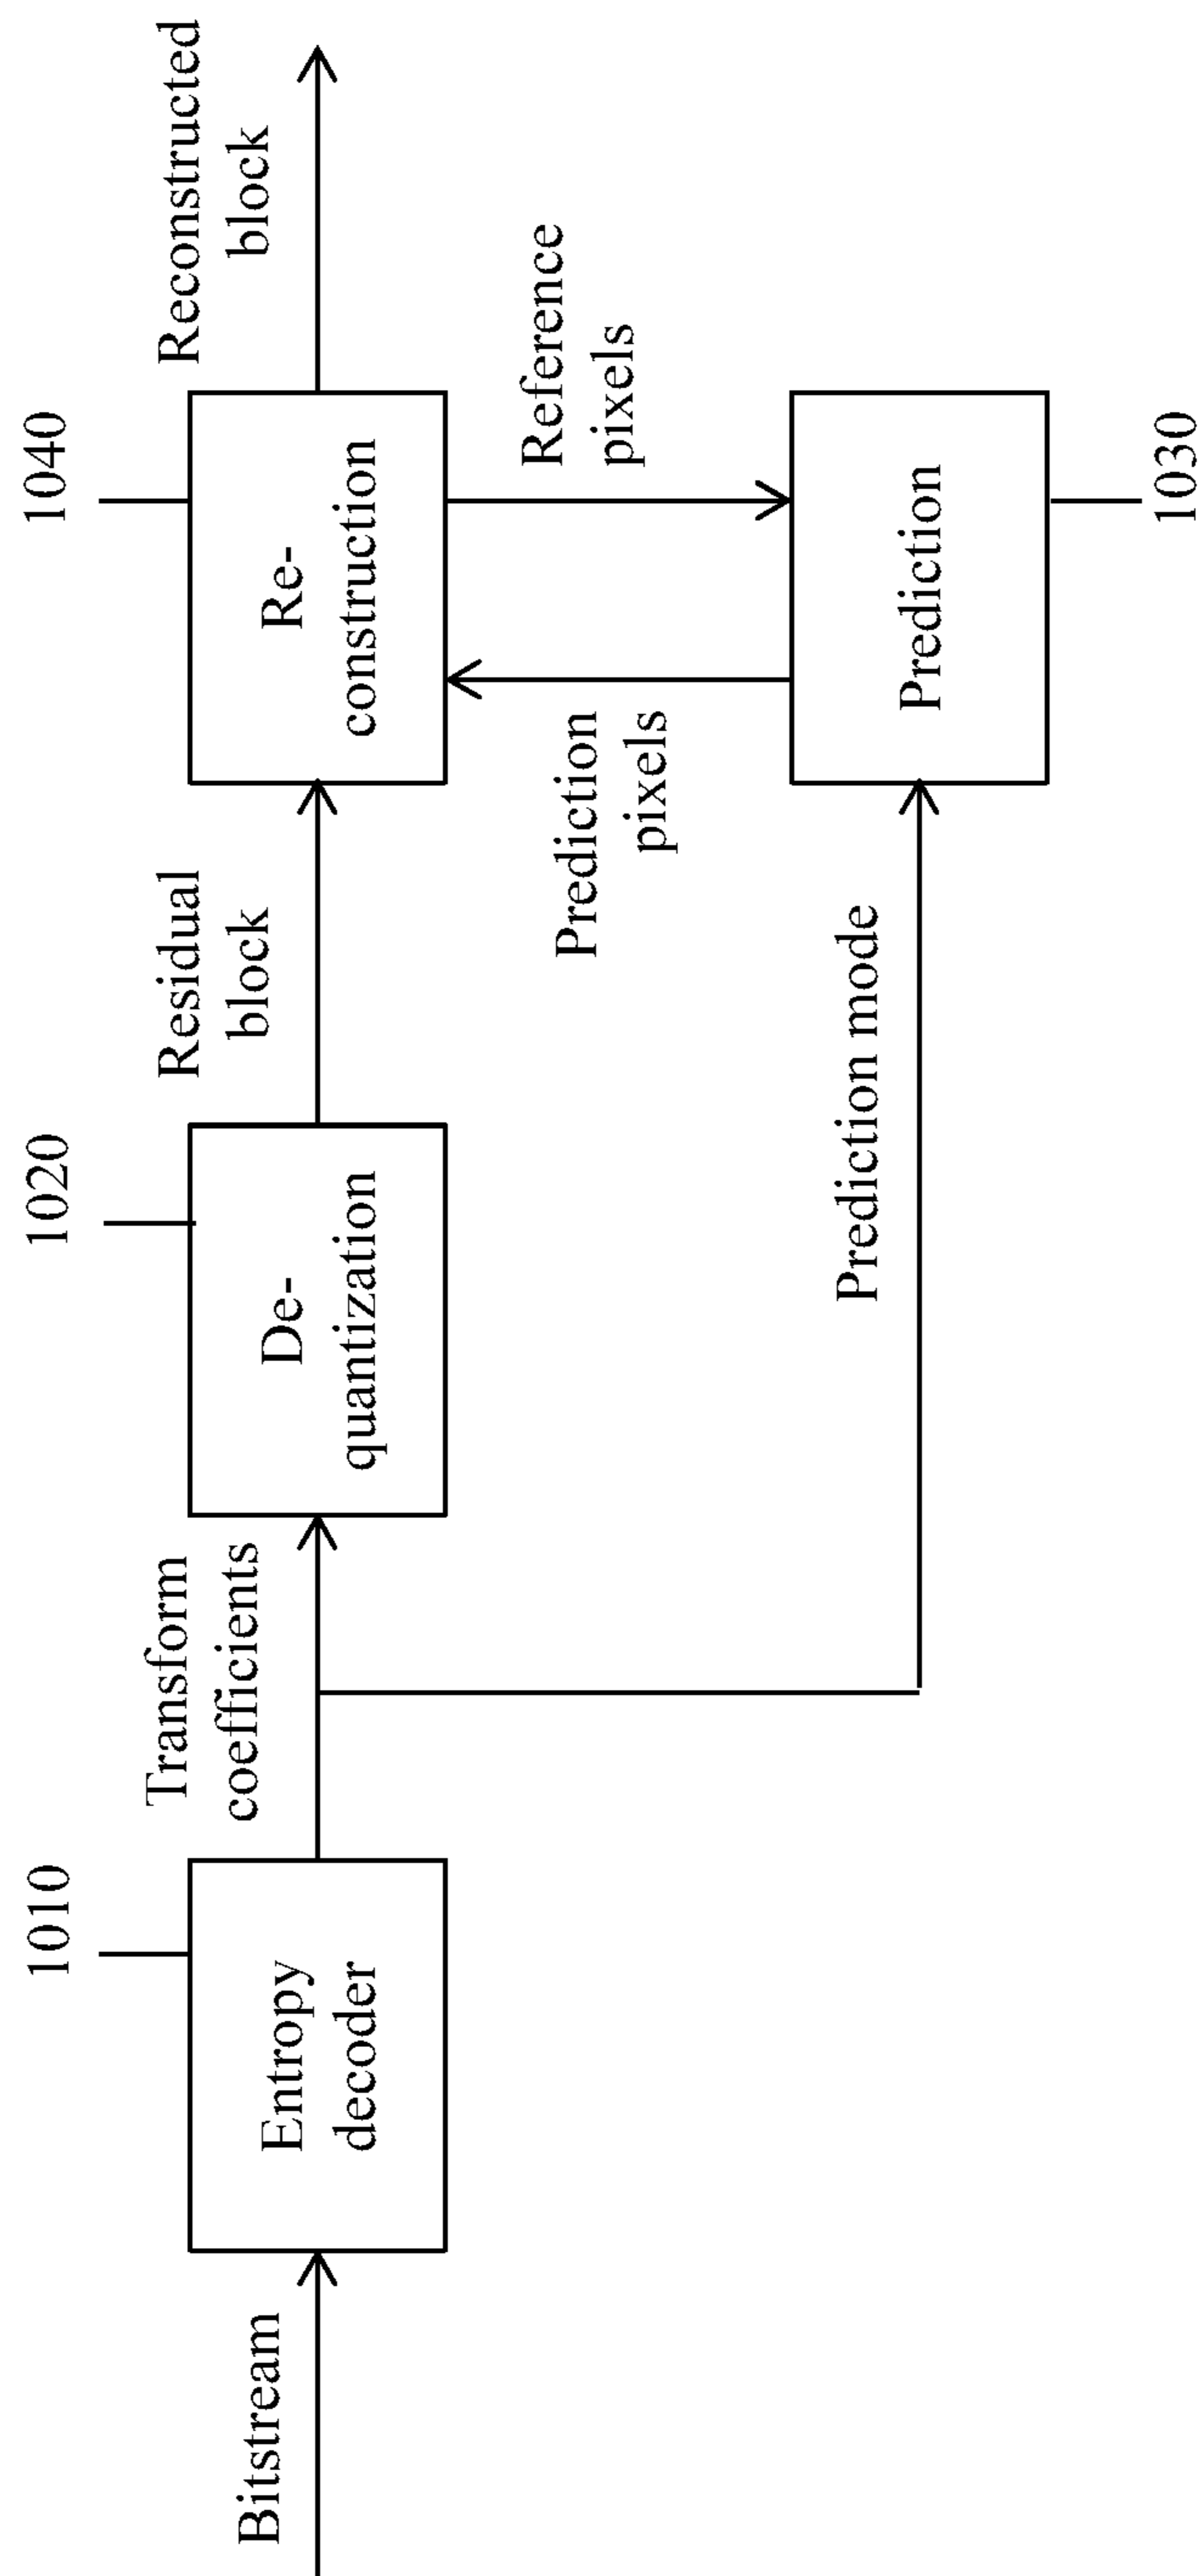 1010
1020
1040
Bitstream
Entropy
decoder
Transform
coefficients
De-
quantization
Residual
block
Re-
construction
Reconstructed
block
Prediction
pixels
Reference
pixels
Prediction mode
Prediction
1030